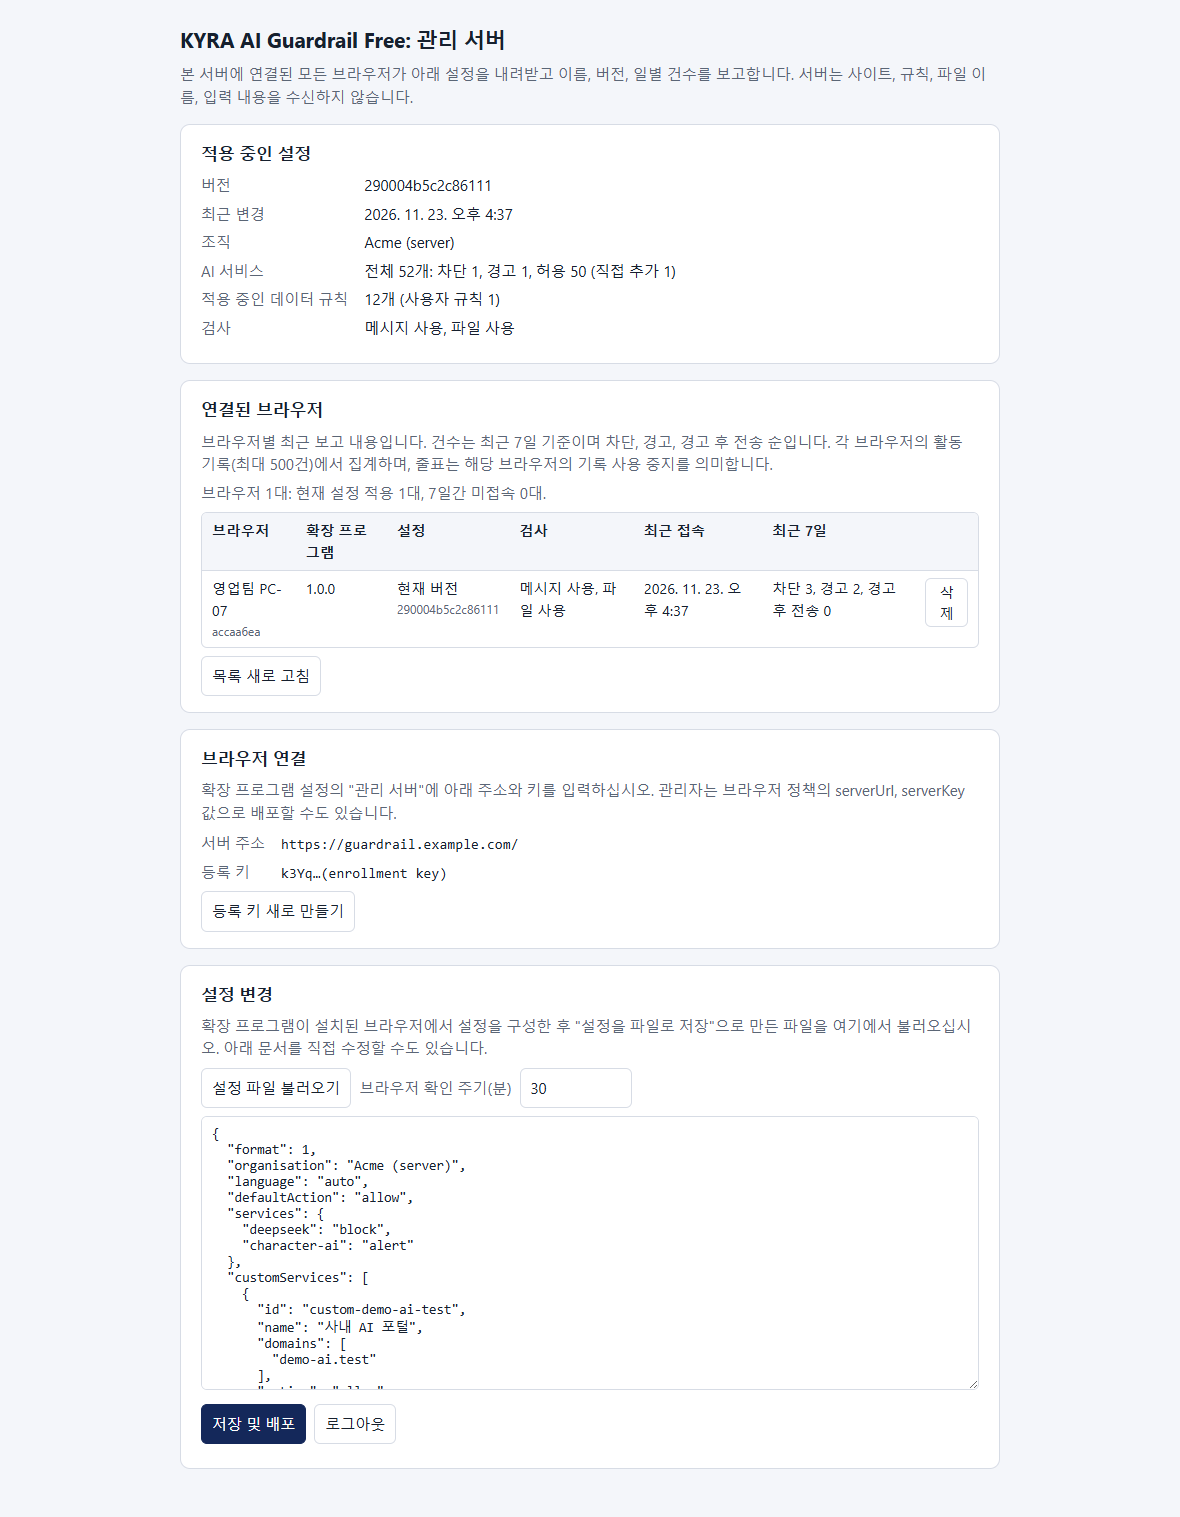 KYRA AI Guardrail Free: 관리 서버
본 서버에 연결된 모든 브라우저가 아래 설정을 내려받고 이름, 버전, 일별 건수를 보고합니다. 서버는 사이트, 규칙, 파일 이
름, 입력 내용을 수신하지 않습니다.
적용 중인 설정
버전 290004b5c2c86111
최근 변경 2026. 11. 23. 오후 4:37
조직 Acme (server)
AI 서비스 전체 52개: 차단 1, 경고 1, 허용 50 (직접 추가 1)
적용 중인 데이터 규칙 12개 (사용자 규칙 1)
검사 메시지 사용, 파일 사용
연결된 브라우저
브라우저별 최근 보고 내용입니다. 건수는 최근 7일 기준이며 차단, 경고, 경고 후 전송 순입니다. 각 브라우저의 활동
기록(최대 500건)에서 집계하며, 줄표는 해당 브라우저의 기록 사용 중지를 의미합니다.
브라우저 1대: 현재 설정 적용 1대, 7일간 미접속 0대.
브라우저 확장 프로 설정 검사 최근 접속 최근 7일
그램
영업팀 PC- 1.0.0 현재 버전 메시지 사용, 파 2026. 11. 23. 오 차단 3, 경고 2, 경고 삭
07 290004b5c2c86111 일 사용 후 4:37 후 전송 0 제
accaa6ea
목록 새로 고침
브라우저 연결
확장 프로그램 설정의 "관리 서버"에 아래 주소와 키를 입력하십시오. 관리자는 브라우저 정책의 serverUrl, serverKey
값으로 배포할 수도 있습니다.
서버 주소 https://guardrail.example.com/
등록 키 k3Yq…(enrollment key)
등록 키 새로 만들기
설정 변경
확장 프로그램이 설치된 브라우저에서 설정을 구성한 후 "설정을 파일로 저장"으로 만든 파일을 여기에서 불러오십시
오. 아래 문서를 직접 수정할 수도 있습니다.
설정 파일 불러오기 브라우저 확인 주기(분) 30
{
"format": 1,
"organisation": "Acme (server)",
"language": "auto",
"defaultAction": "allow",
"services": {
"deepseek": "block",
"character-ai": "alert"
},
"customServices": [
{
"id": "custom-demo-ai-test",
"name": "사내 AI 포털",
"domains": [
"demo-ai.test"
],
저장 및 배포 로그아웃